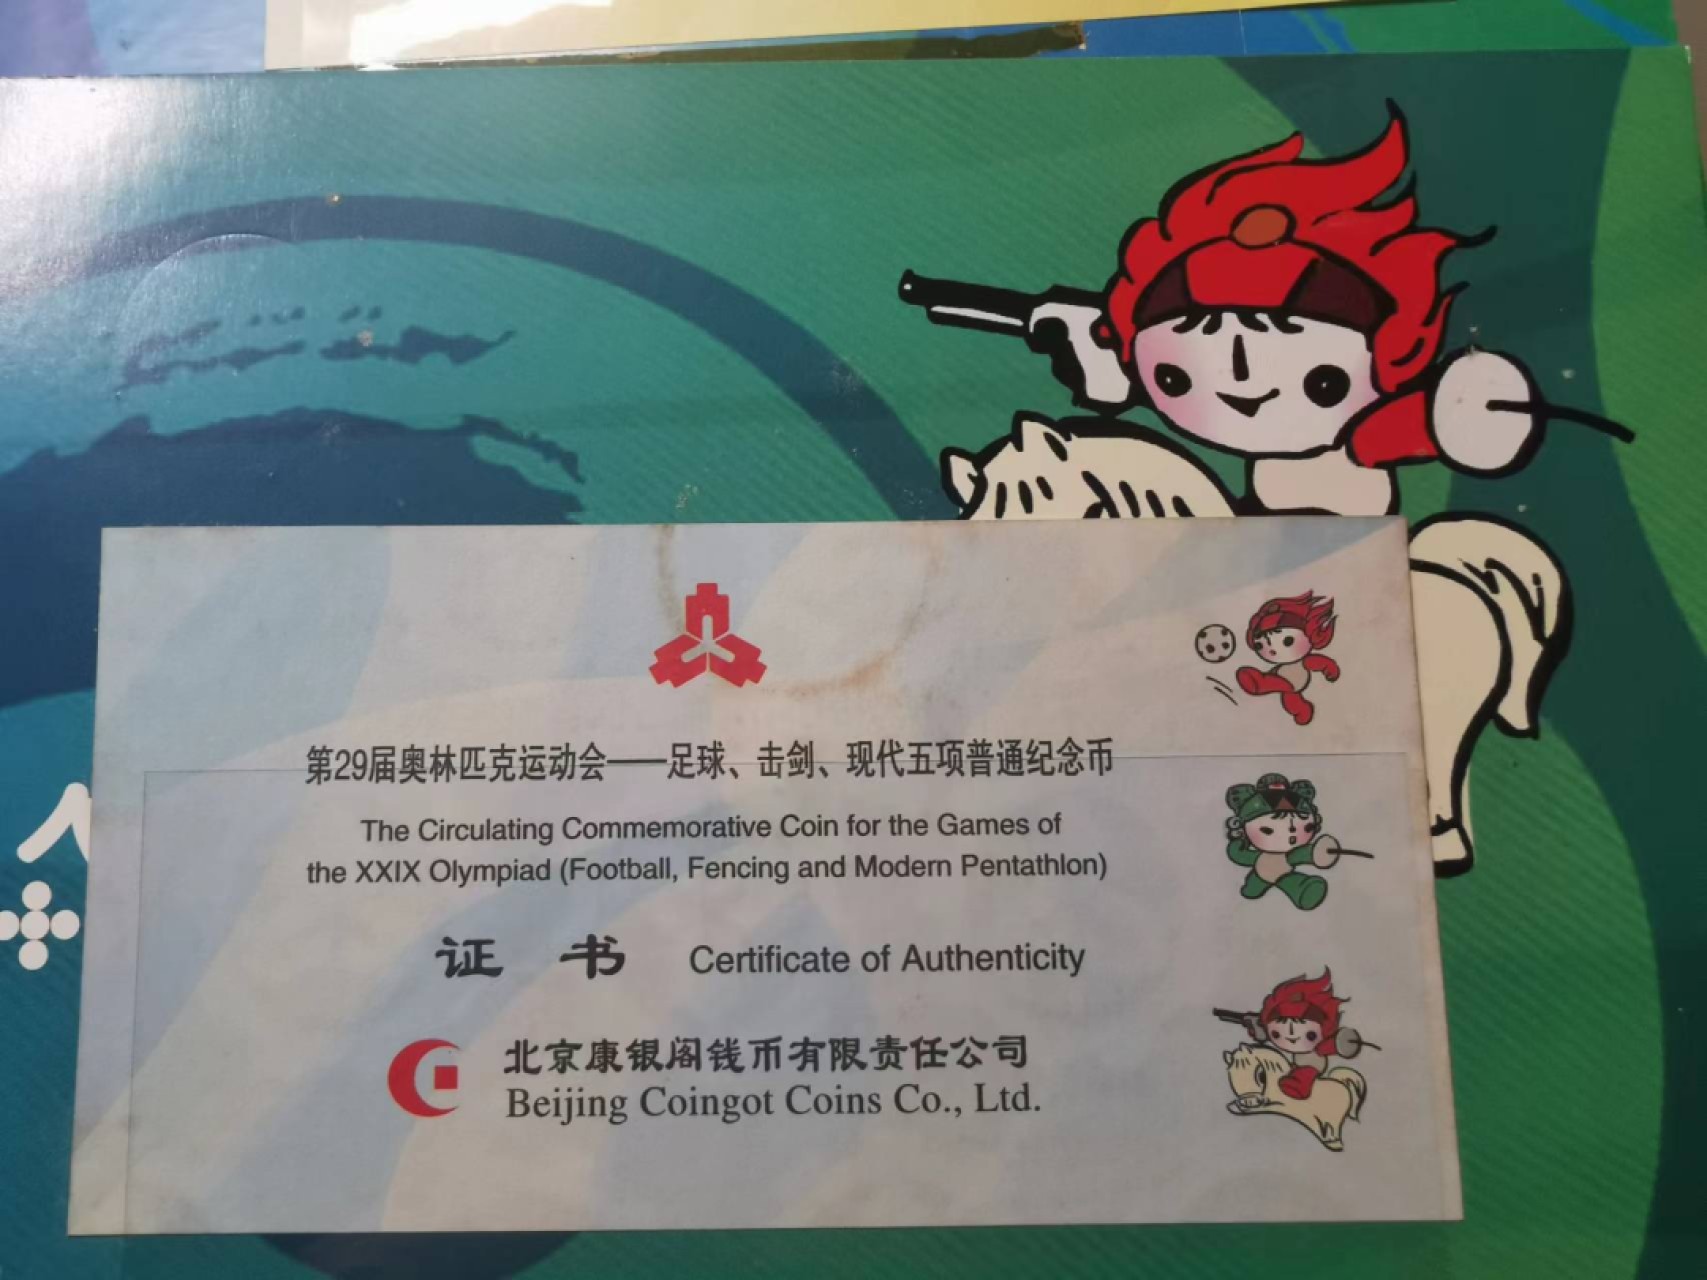 第29届奥林匹克运动会——足球、击剑、现代五项普通纪念币
The Circulating Commemorative Coin for the Games of
the XXIX Olympiad (Football, Fencing and Modern Pentathlon)
证 书 Certificate of Authenticity
北京康银阁钱币有限责任公司
Beijing Coingot Coins Co., Ltd.